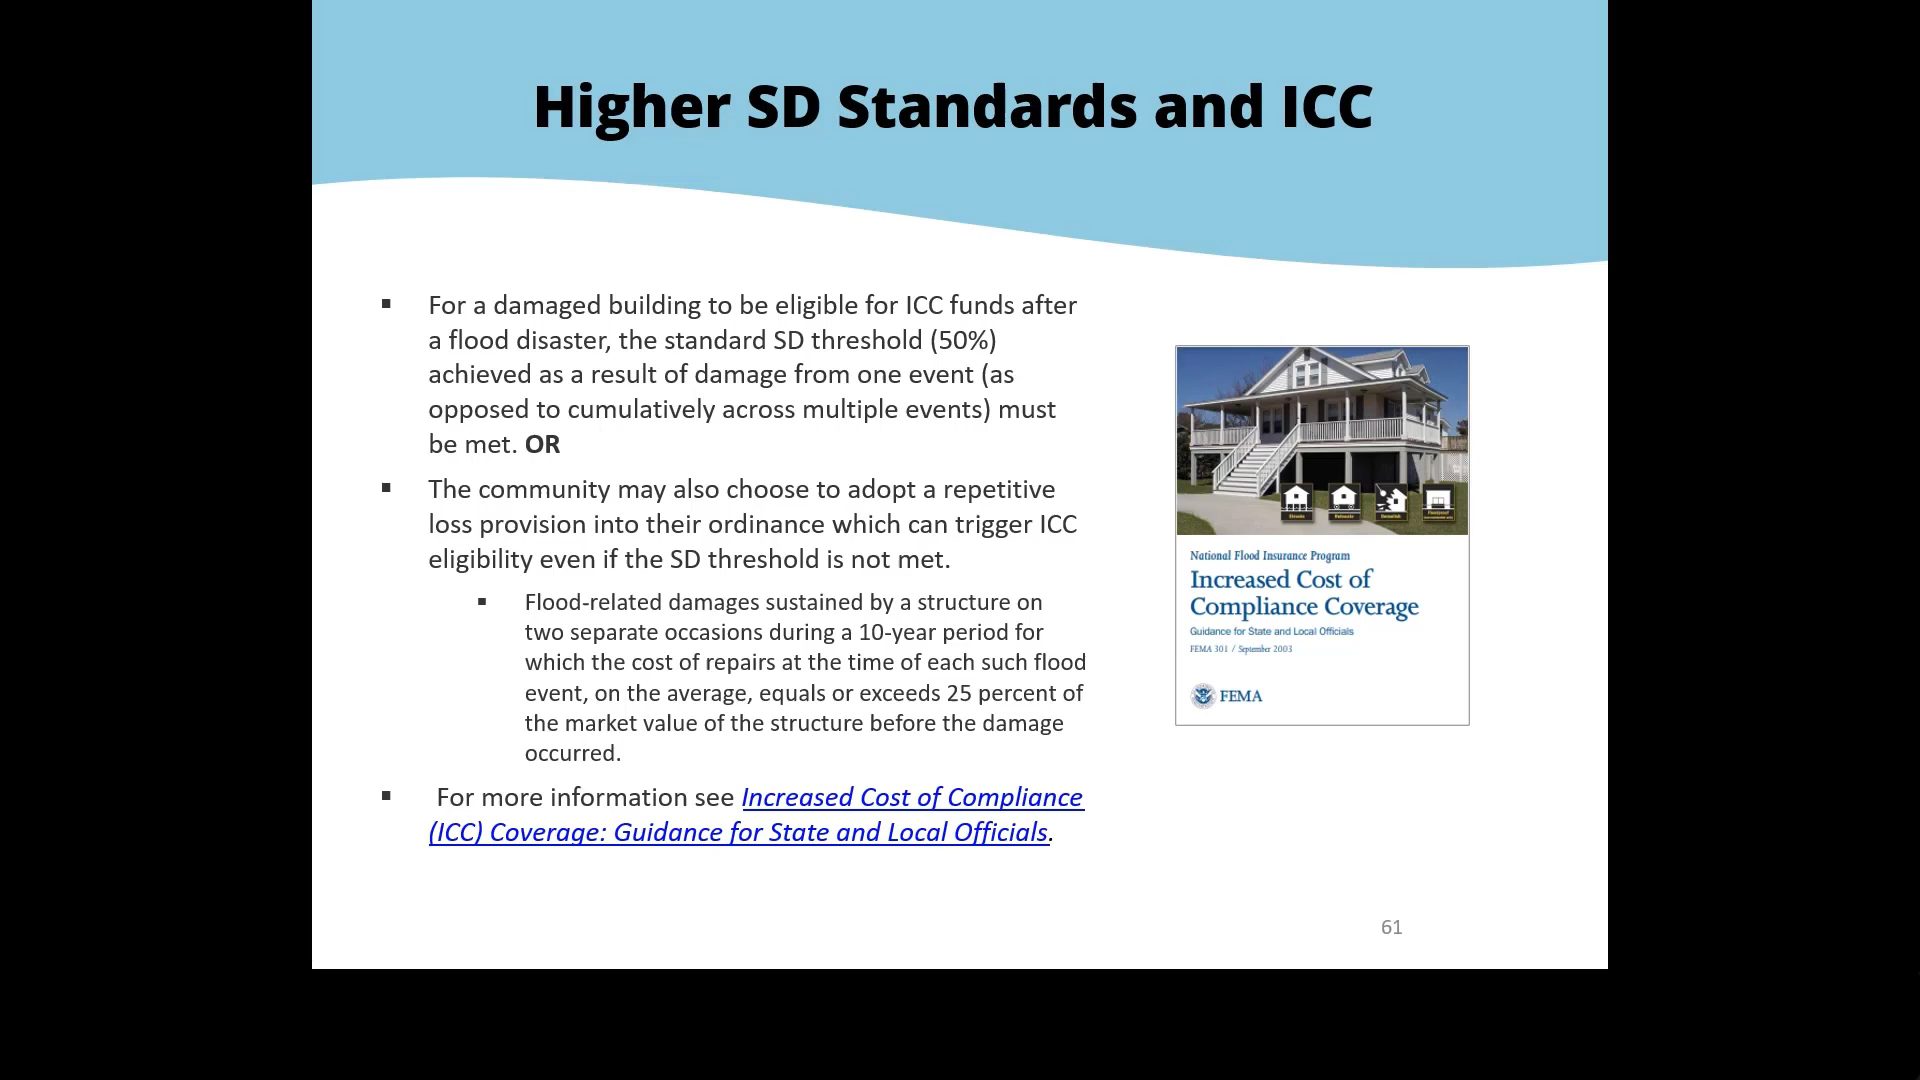 Higher SD Standards and ICC
▪ For a damaged building to be eligible for ICC funds after
a flood disaster, the standard SD threshold (50%)
achieved as a result of damage from one event (as
opposed to cumulatively across multiple events) must
be met. OR
▪ The community may also choose to adopt a repetitive
loss provision into their ordinance which can trigger ICC
eligibility even if the SD threshold is not met.
▪ Flood-related damages sustained by a structure on
two separate occasions during a 10-year period for
which the cost of repairs at the time of each such flood
event, on the average, equals or exceeds 25 percent of
the market value of the structure before the damage
occurred.
▪ For more information see Increased Cost of Compliance
(ICC) Coverage: Guidance for State and Local Officials.
Elevate Relocate Demolish Floodproof
National Flood Insurance Program
Increased Cost of
Compliance Coverage
Guidance for State and Local Officials
FEMA 301 / September 2003
FEMA
61